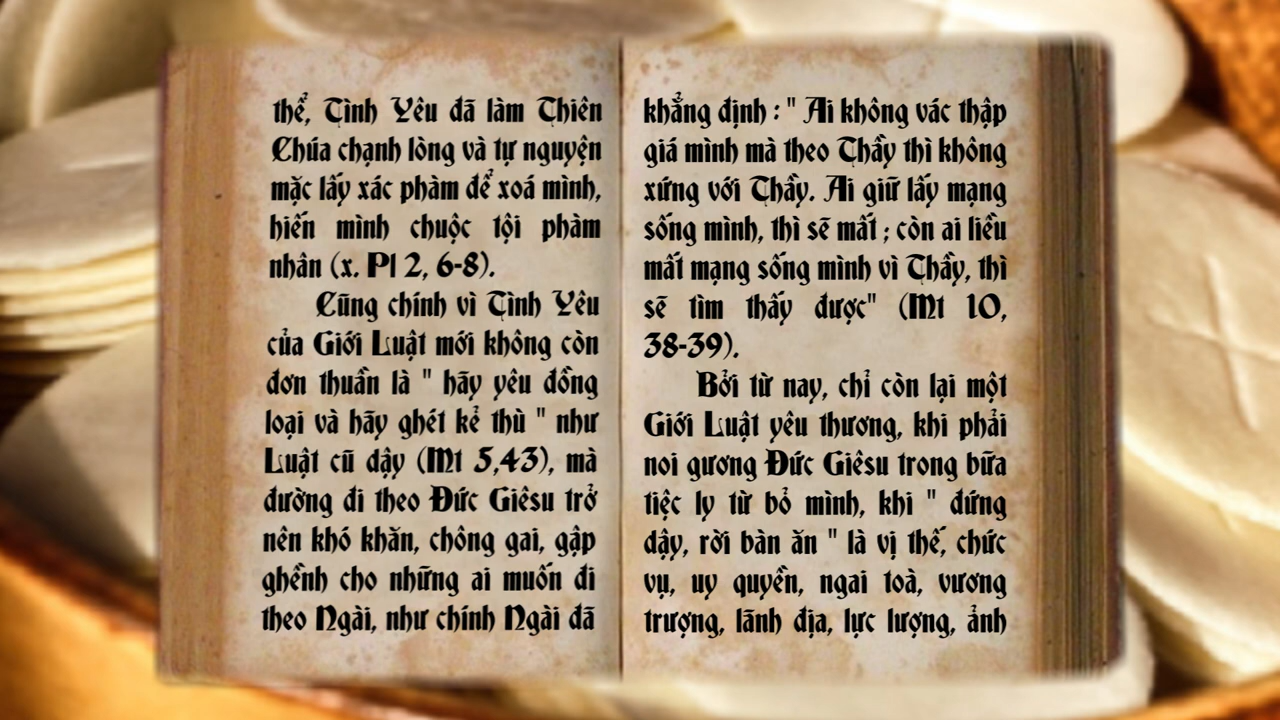 thể, Tình Yêu đã làm Thiên
Chúa chạnh lòng và tự nguyện
mặc lấy xác phàm để xoá mình,
hiến mình chuộc tội phàm
nhân (x. Pl 2, 6-8).
Cũng chính vì Tình Yêu
của Giới Luật mới không còn
đơn thuần là " hãy yêu đồng
loại và hãy ghét kẻ thù " như
Luật cũ dậy (Mt 5,43), mà
đường đi theo Đức Giêsu trở
nên khó khăn, chông gai, gập
ghềnh cho những ai muốn đi
theo Ngài, như chính Ngài đã
khẳng định : " Ai không vác thập
giá mình mà theo Thầy thì không
xứng với Thầy. Ai giữ lấy mạng
sống mình, thì sẽ mất ; còn ai liều
mất mạng sống mình vì Thầy, thì
sẽ tìm thấy được" (Mt 10,
38-39).
Bởi từ nay, chỉ còn lại một
Giới Luật yêu thương, khi phải
noi gương Đức Giêsu trong bữa
tiệc ly từ bỏ mình, khi " đứng
dậy, rời bàn ăn " là vị thế, chức
vụ, uy quyền, ngai toà, vương
trượng, lãnh địa, lực lượng, ảnh